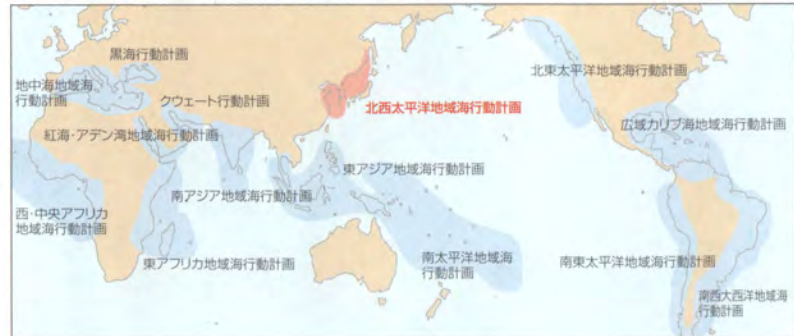 黒海行動計画
地中海地域海
行動計画
クウェート行動計画
紅海・アデン湾地域海行動計画
西・中央アフリカ
地域海行動計画
東アフリカ地域海行動計画
南アジア地域海行動計画
東アジア地域海行動計画
北西太平洋地域海行動計画
南太平洋地域海
行動計画
北東太平洋地域海行動計画
広域カリブ海地域海行動計画
南東太平洋地域海行動計画
南西大西洋地域海
行動計画